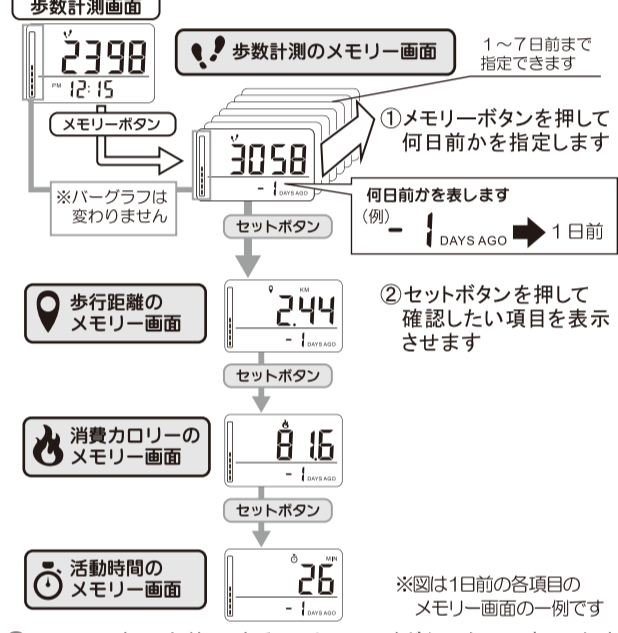 歩数計測画面
2398
PM 12:15
歩数計測のメモリー画面
1～7日前まで
指定できます
メモリーボタン
①メモリーボタンを押して
何日前かを指定します
3058
-1 DAYS AGO
※バーグラフは
変わりません
何日前かを表します
(例)
-1 DAYS AGO
1日前
セットボタン
歩行距離の
メモリー画面
KM
2.44
-1 DAYS AGO
②セットボタンを押して
確認したい項目を表示
させます
セットボタン
消費カロリーの
メモリー画面
81.6
-1 DAYS AGO
セットボタン
活動時間の
メモリー画面
MIN
26
-1 DAYS AGO
※図は1日前の各項目の
メモリー画面の一例です